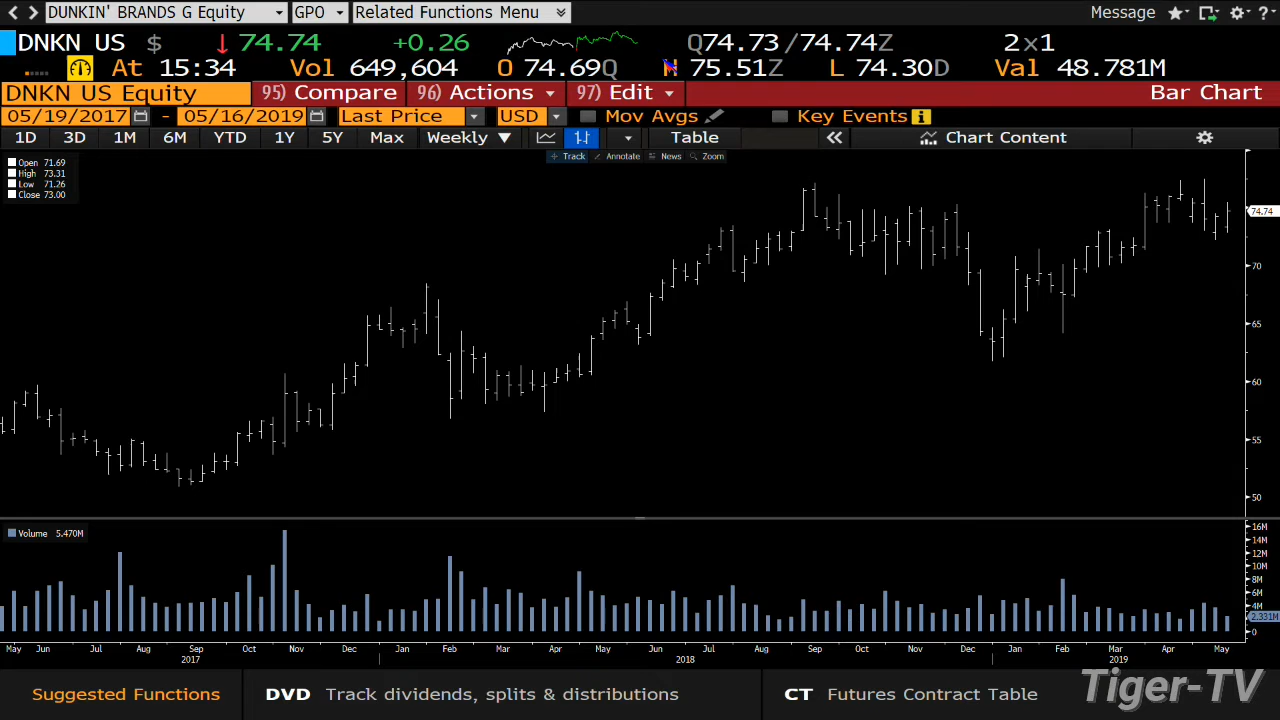 DUNKIN' BRANDS G Equity GPO Related Functions Menu Message ?
DNKN US $ ↓ 74.74 +0.26 Q74.73 /74.74Z 2×1
At 15:34 Vol 649,604 O 74.69Q H 75.51Z L 74.30D Val 48.781M
DNKN US Equity 95) Compare 96) Actions 97) Edit Bar Chart
05/19/2017 - 05/16/2019 Last Price USD Mov Avgs Key Events i
1D 3D 1M 6M YTD 1Y 5Y Max Weekly Table Chart Content
Track Annotate News Zoom
Open 71.69
High 73.31
Low 71.26
Close 73.00
74.74
70
65
60
55
50
Volume 5.470M
16M
14M
12M
10M
8M
6M
4M
2.331M
0
May Jun Jul Aug Sep Oct Nov Dec Jan Feb Mar Apr May Jun Jul Aug Sep Oct Nov Dec Jan Feb Mar Apr May
2017 2018 2019
Suggested Functions DVD Track dividends, splits & distributions CT Futures Contract Table
Tiger-TV